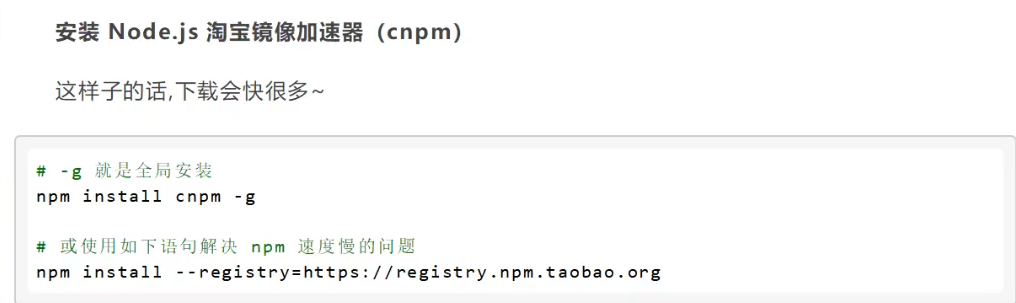 安装 Node.js 淘宝镜像加速器（cnpm）
这样子的话,下载会快很多~
# -g 就是全局安装
npm install cnpm -g
# 或使用如下语句解决 npm 速度慢的问题
npm install --registry=https://registry.npm.taobao.org